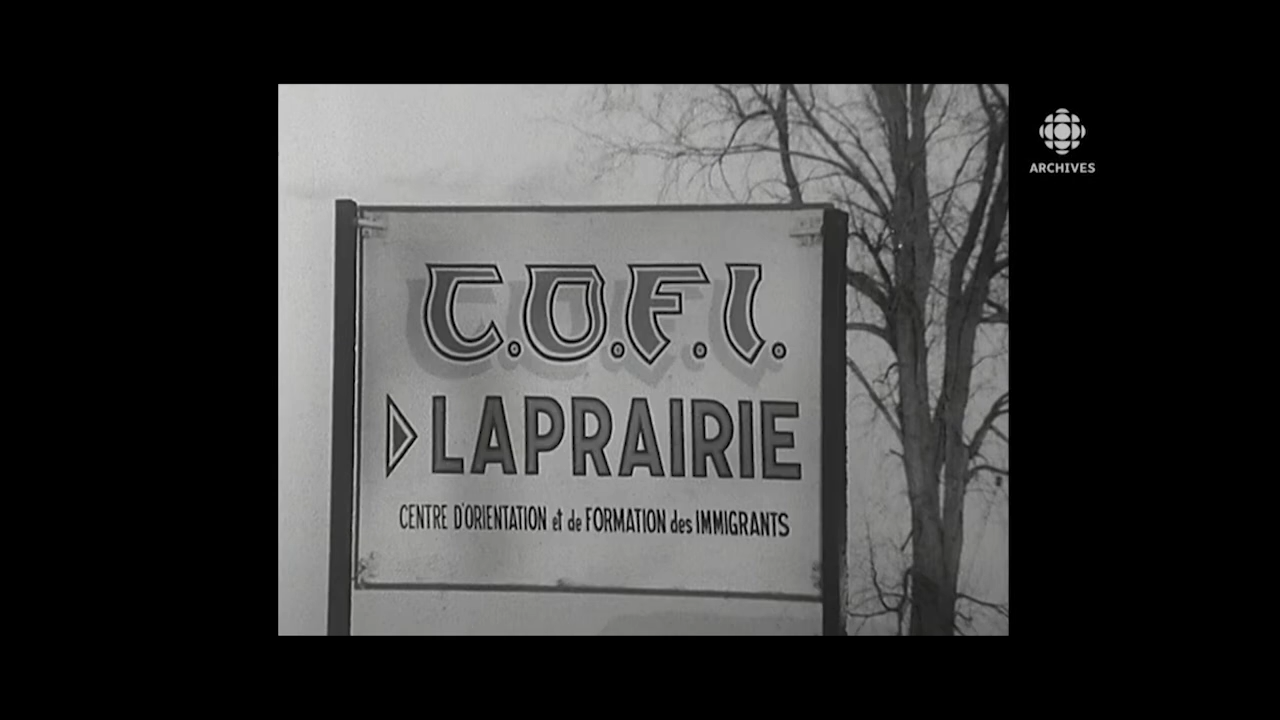 C.O.F.I.
LAPRAIRIE
CENTRE D'ORIENTATION et de FORMATION des IMMIGRANTS
ARCHIVES